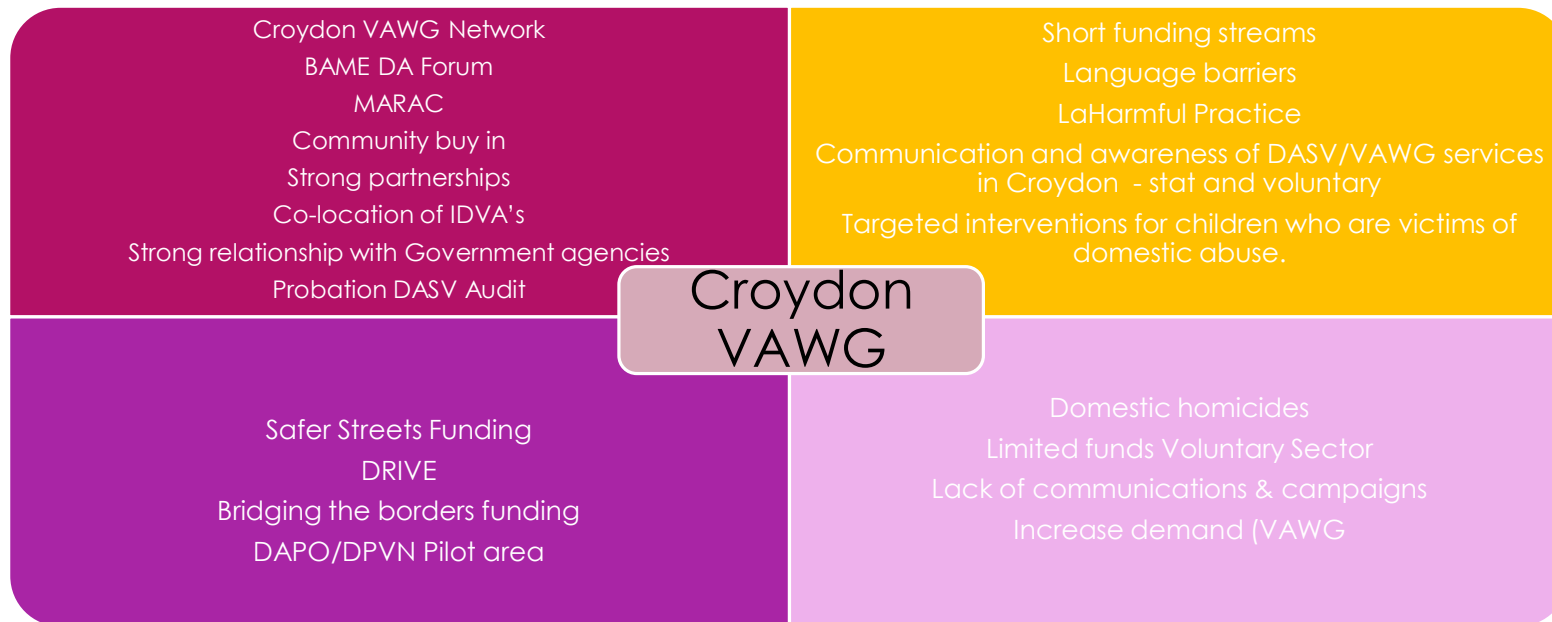 Croydon VAWG Network
BAME DA Forum
MARAC
Community buy in
Strong partnerships
Co-location of IDVA's
Strong relationship with Government agencies
Probation DASV Audit
Short funding streams
Language barriers
LaHarmful Practice
Communication and awareness of DASV/VAWG services
in Croydon - stat and voluntary
Targeted interventions for children who are victims of
domestic abuse.
Croydon
VAWG
Safer Streets Funding
DRIVE
Bridging the borders funding
DAPO/DPVN Pilot area
Domestic homicides
Limited funds Voluntary Sector
Lack of communications & campaigns
Increase demand (VAWG